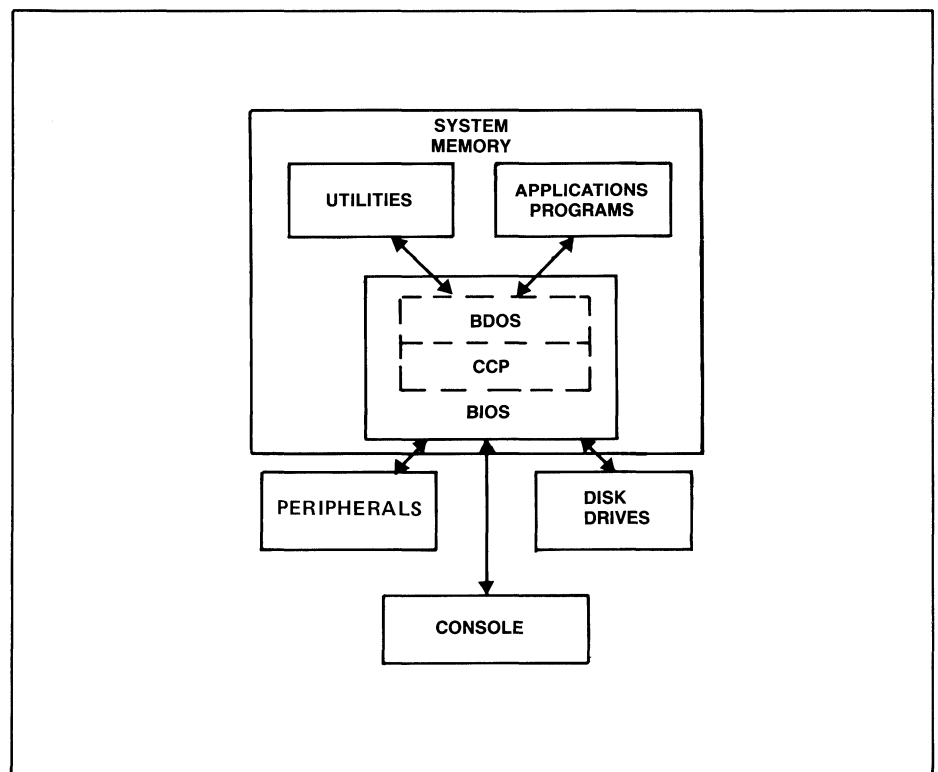 SYSTEM
MEMORY
UTILITIES
APPLICATIONS
PROGRAMS
BDOS
CCP
BIOS
PERIPHERALS
DISK
DRIVES
CONSOLE